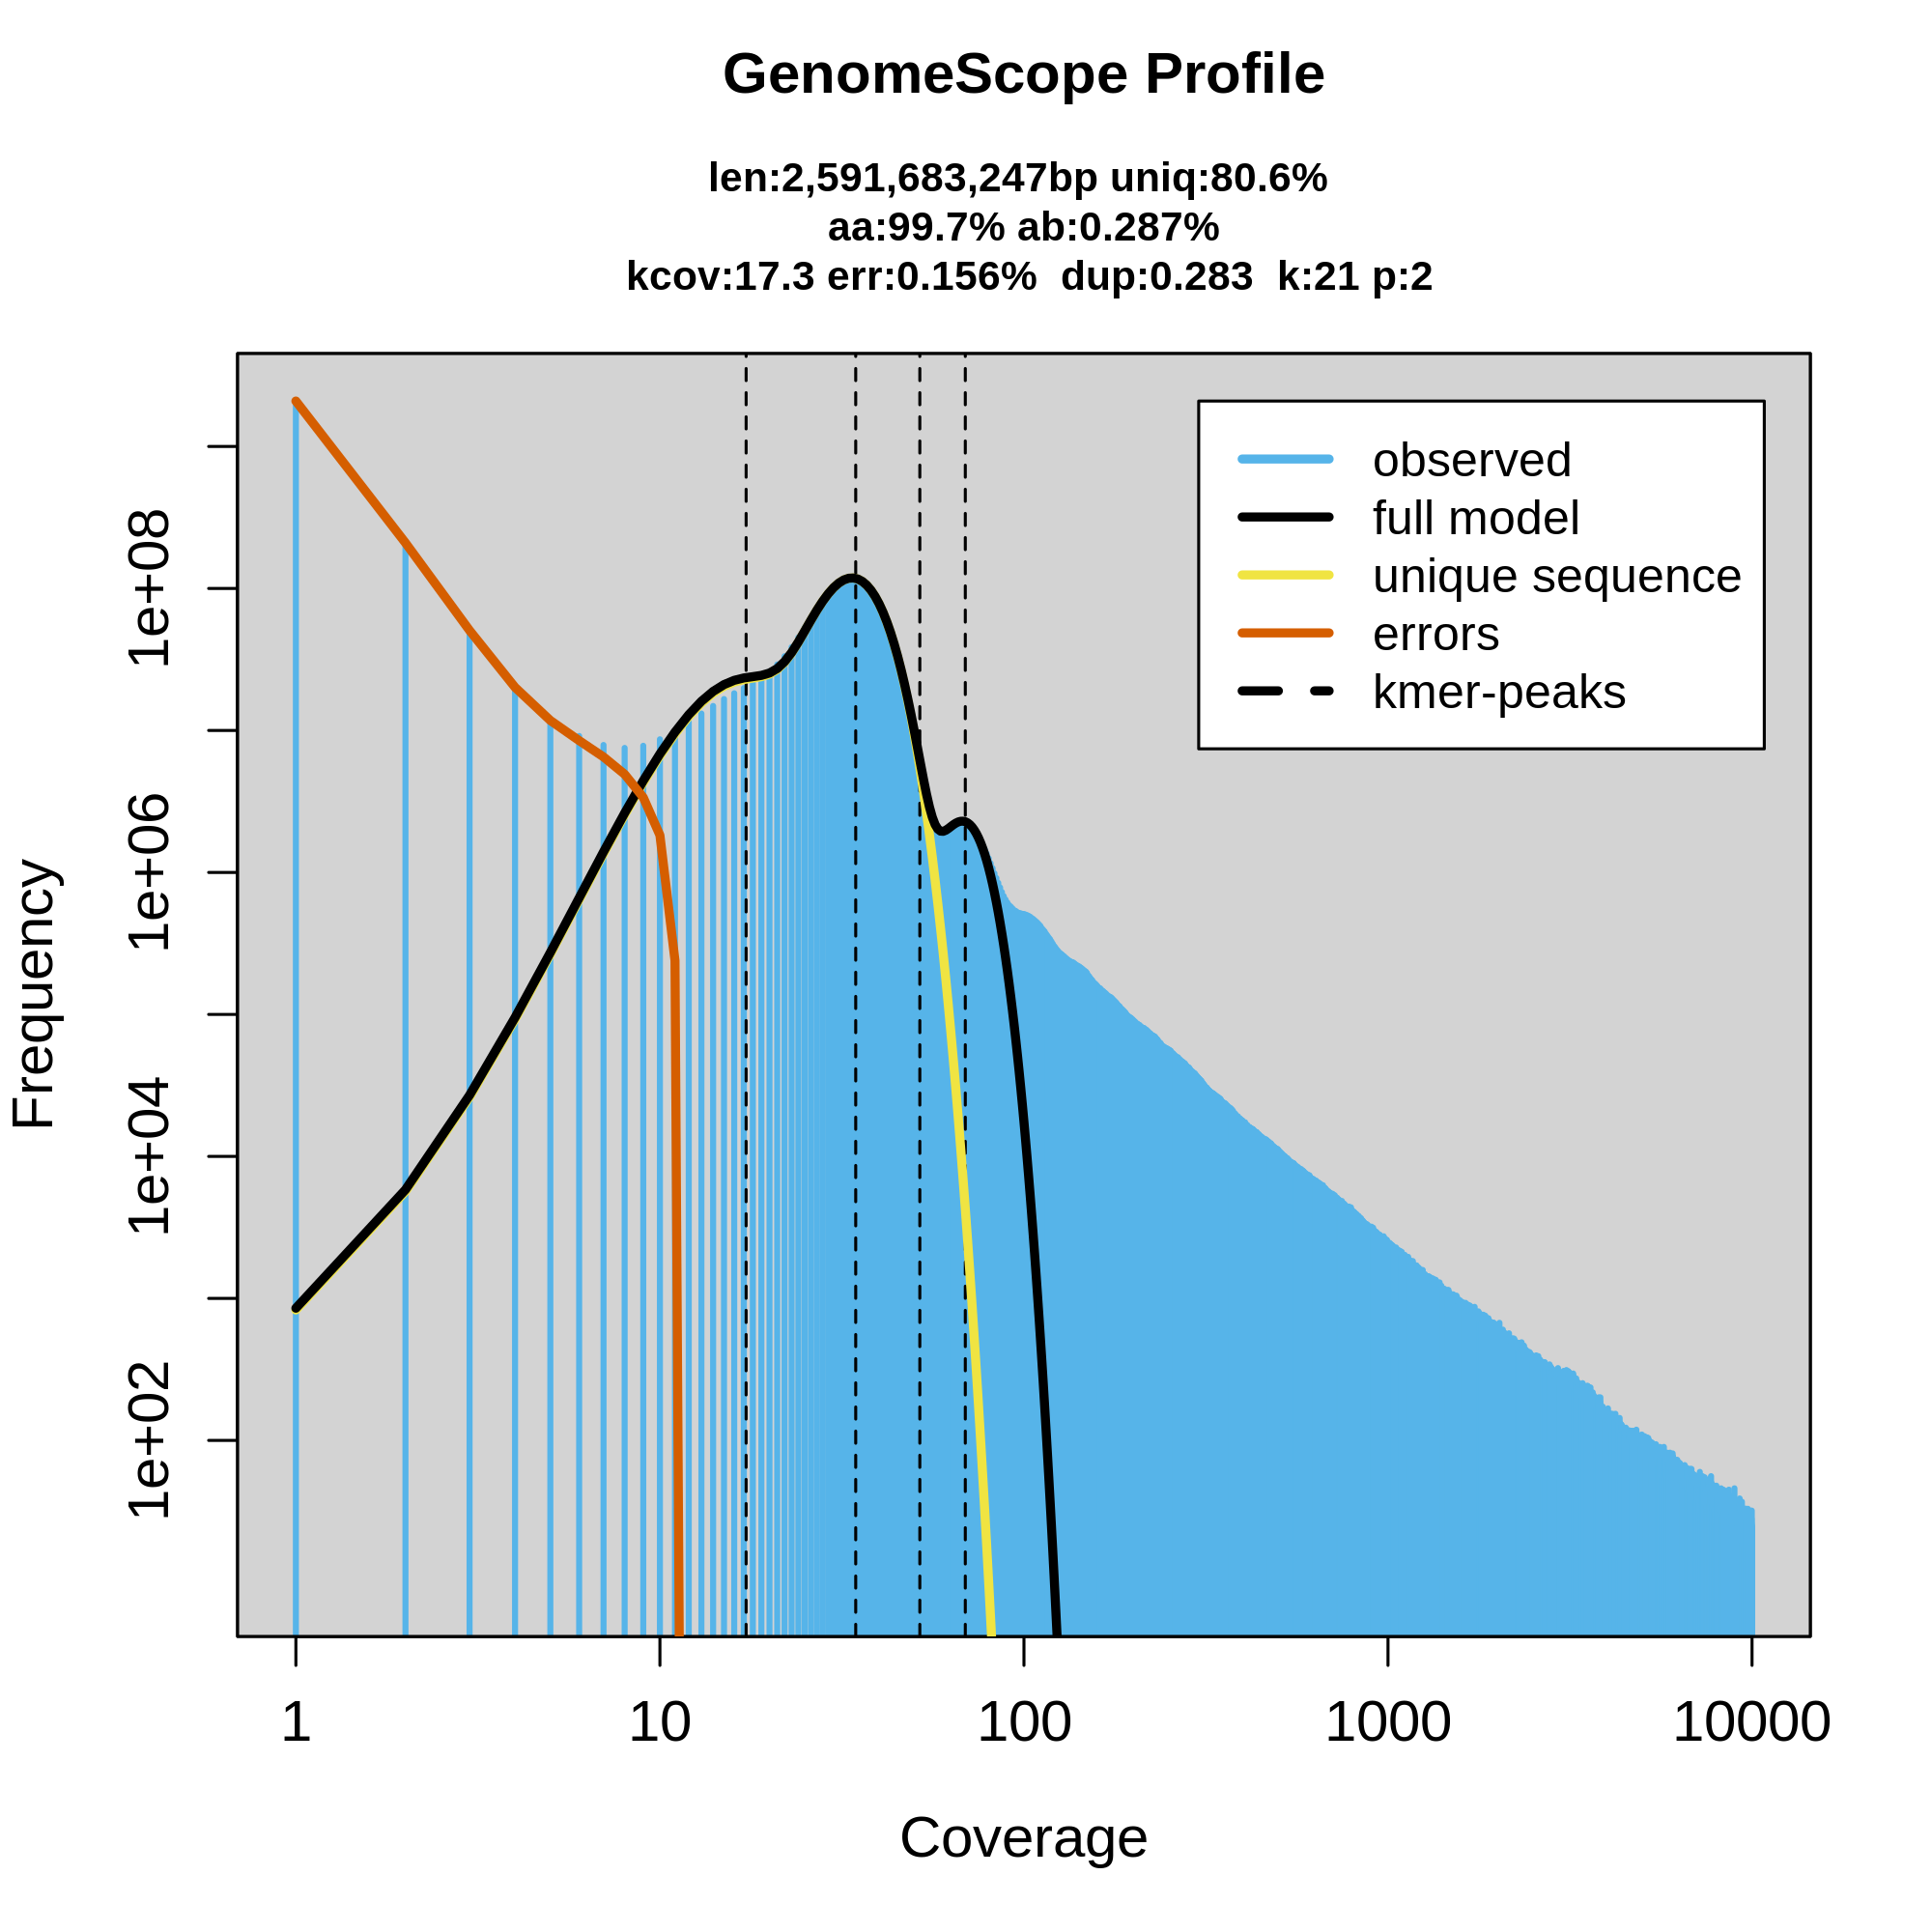 GenomeScope Profile
len:2,591,683,247bp uniq:80.6%
aa:99.7% ab:0.287%
kcov:17.3 err:0.156%  dup:0.283  k:21 p:2
observed
full model
unique sequence
errors
kmer-peaks
Frequency
1e+08
1e+06
1e+04
1e+02
1 10 100 1000 10000
Coverage